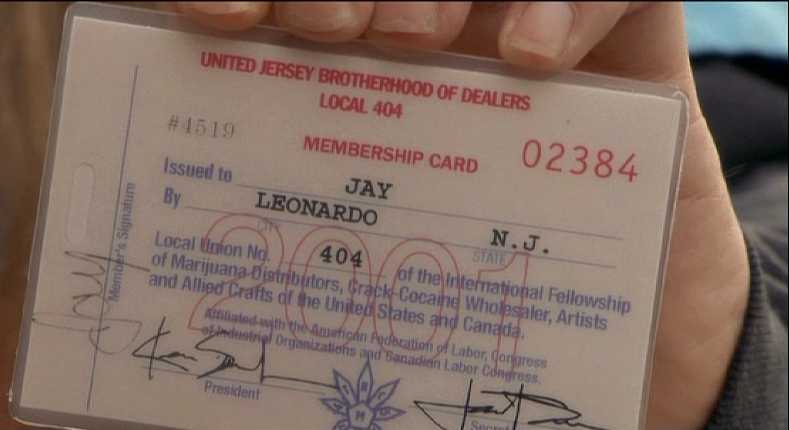 UNITED JERSEY BROTHERHOOD OF DEALERS
LOCAL 404
#4519
MEMBERSHIP CARD
02384
Issued to JAY
By LEONARDO N.J.
CITY STATE
2001
Local Union No. 404 of the International Fellowship
of Marijuana Distributors, Crack-Cocaine Wholesaler, Artists
and Allied Crafts of the United States and Canada.
Affiliated with the American Federation of Labor, Congress
of Industrial Organizations and Canadian Labor Congress.
President
Member's Signature
Jay